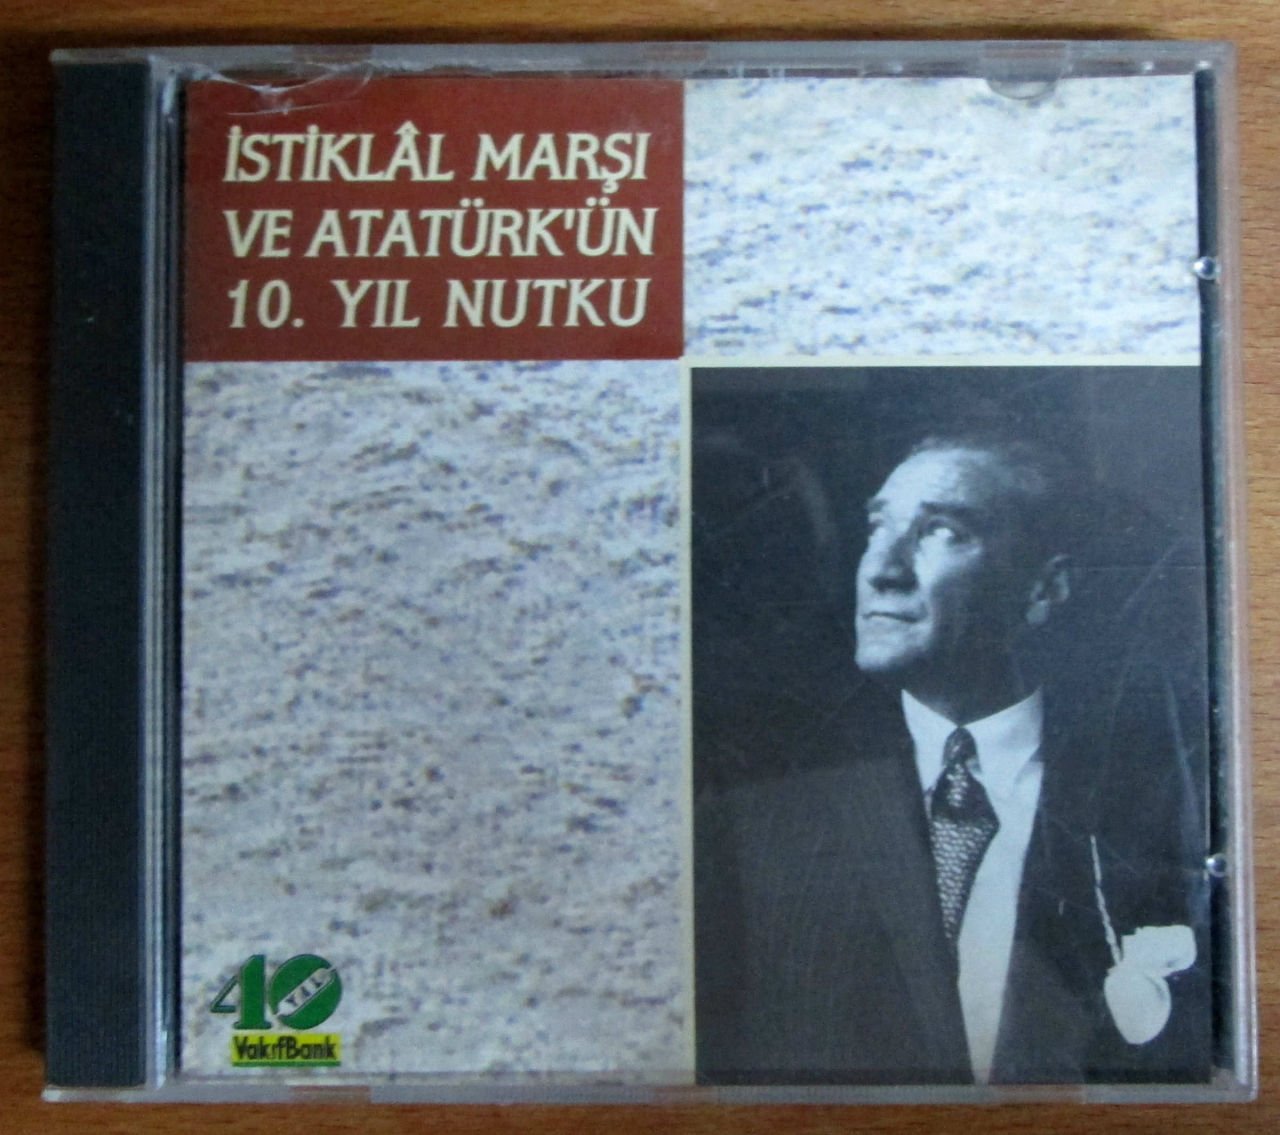 İSTİKLÂL MARŞI
VE ATATÜRK'ÜN
10. YIL NUTKU
40
YIL
VakıfBank